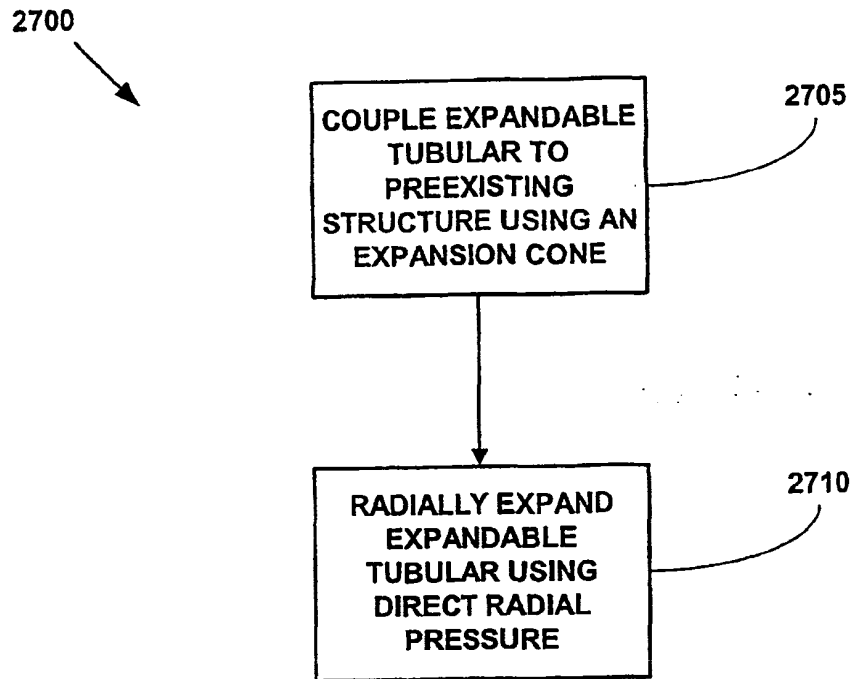 2700
2705
COUPLE EXPANDABLE
TUBULAR TO
PREEXISTING
STRUCTURE USING AN
EXPANSION CONE
2710
RADIALLY EXPAND
EXPANDABLE
TUBULAR USING
DIRECT RADIAL
PRESSURE